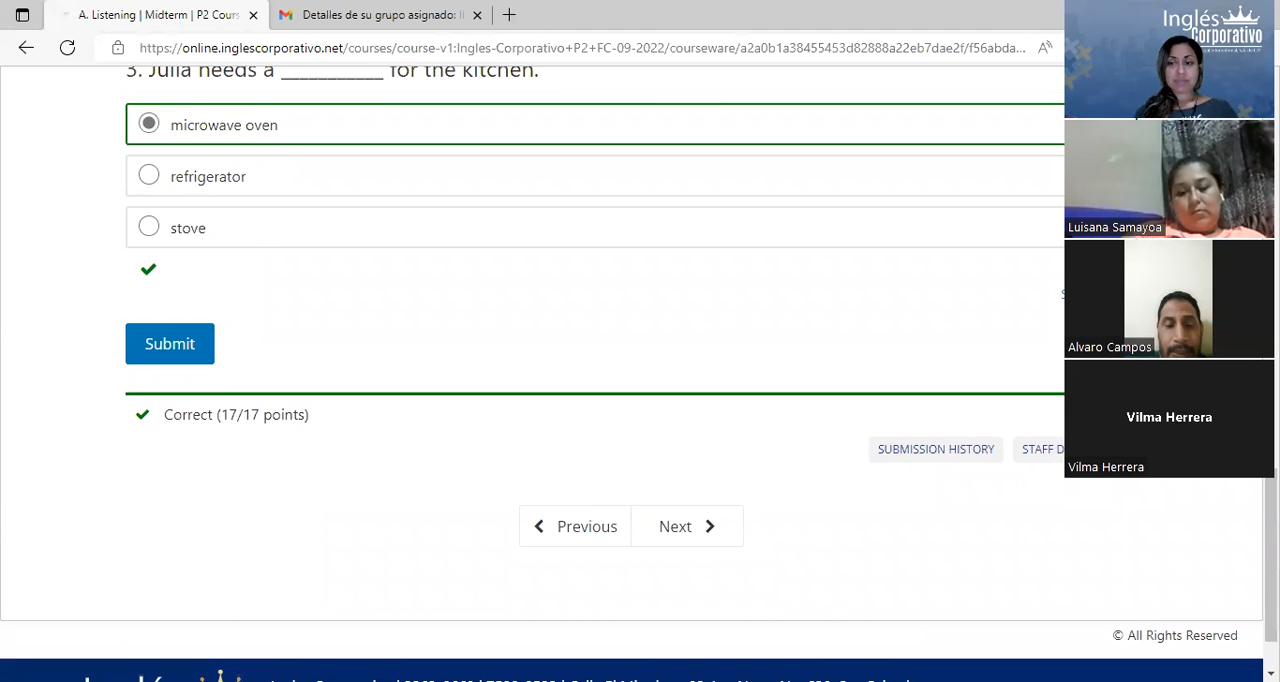 A. Listening | Midterm | P2 Cours
Detalles de su grupo asignado: I
https://online.inglescorporativo.net/courses/course-v1:Ingles-Corporativo+P2+FC-09-2022/courseware/a2a0b1a38455453d82888a22eb7dae2f/f56abda...
Inglés
Corporativo
3. Julia needs a ___________ for the kitchen.
microwave oven
refrigerator
stove
Submit
Correct (17/17 points)
SUBMISSION HISTORY
STAFF D
Previous
Next
Luisana Samayoa
Alvaro Campos
Vilma Herrera
Vilma Herrera
© All Rights Reserved